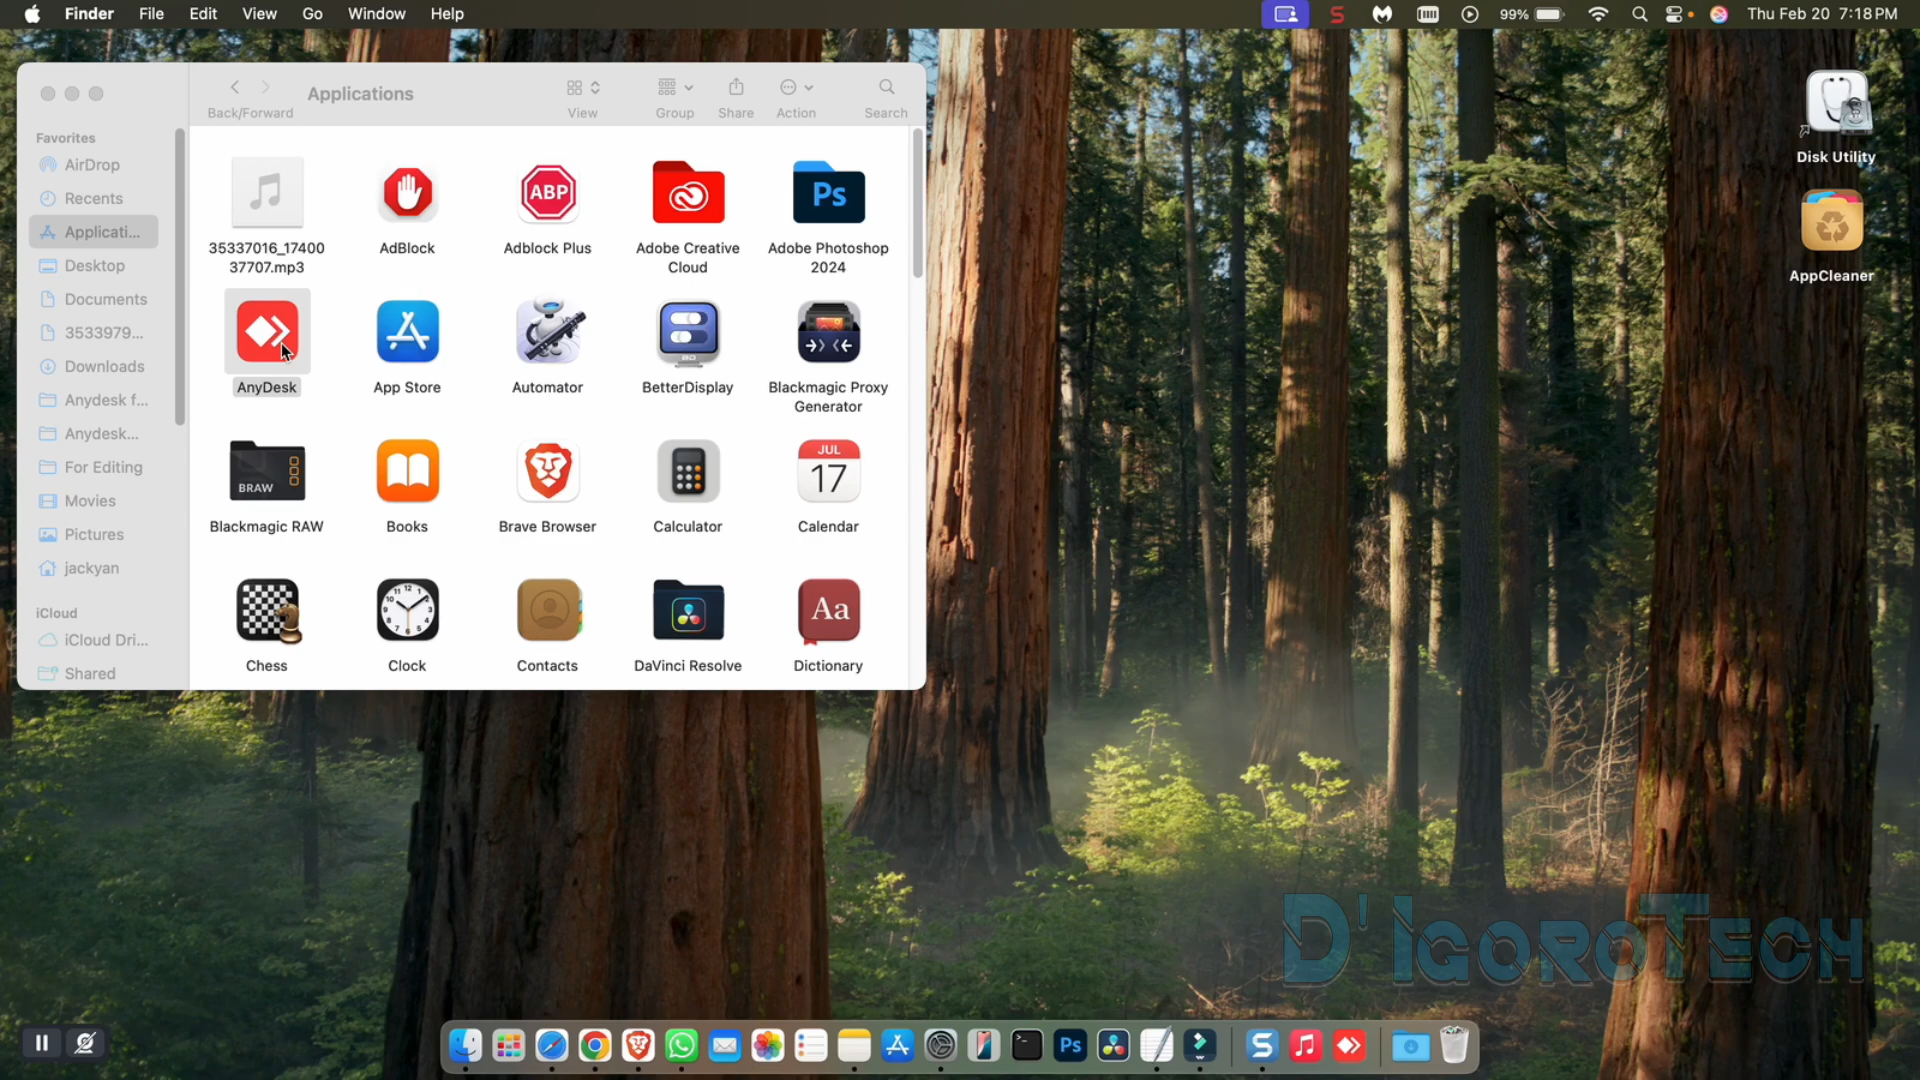 Finder File Edit View Go Window Help
99% Thu Feb 20 7:18 PM
Applications
Back/Forward View Group Share Action Search
Favorites
AirDrop
Recents
Applicati...
Desktop
Documents
3533979...
Downloads
Anydesk f...
Anydesk...
For Editing
Movies
Pictures
jackyan
iCloud
iCloud Dri...
Shared
ABP
Ps
35337016_17400
37707.mp3
AdBlock
Adblock Plus
Adobe Creative
Cloud
Adobe Photoshop
2024
AnyDesk
App Store
Automator
BetterDisplay
Blackmagic Proxy
Generator
BRAW
JUL
17
Blackmagic RAW
Books
Brave Browser
Calculator
Calendar
Aa
Chess
Clock
Contacts
DaVinci Resolve
Dictionary
Disk Utility
AppCleaner
D'IGOROTECH
Ps